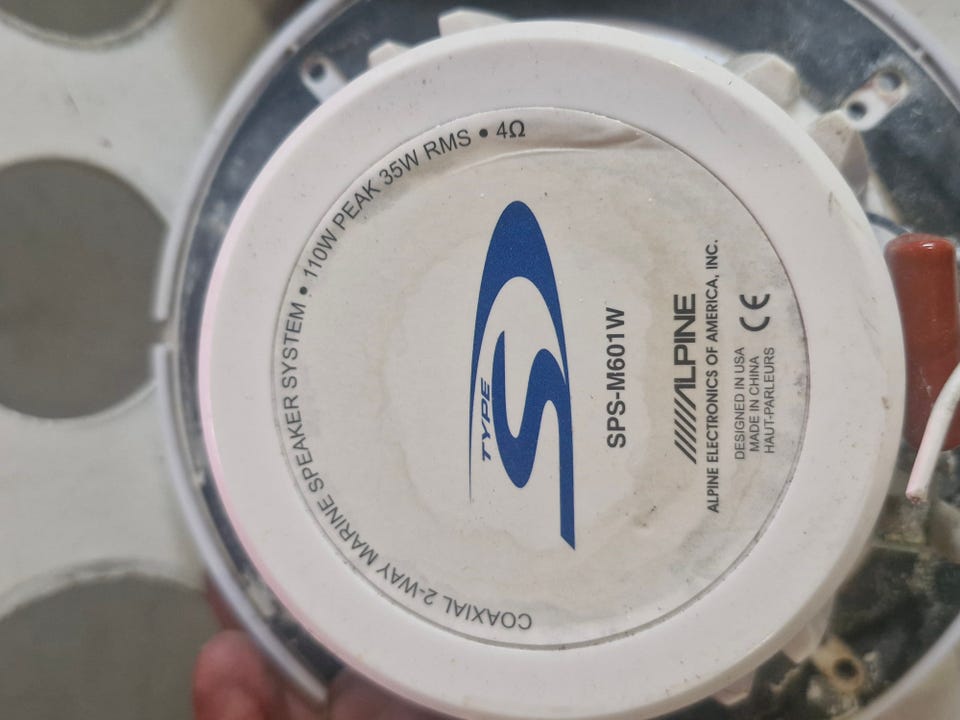 COAXIAL 2-WAY MARINE SPEAKER SYSTEM • 110W PEAK 35W RMS • 4Ω
TYPE S
SPS-M601W
ALPINE
ALPINE ELECTRONICS OF AMERICA, INC.
DESIGNED IN USA
MADE IN CHINA
HAUT-PARLEURS
CE